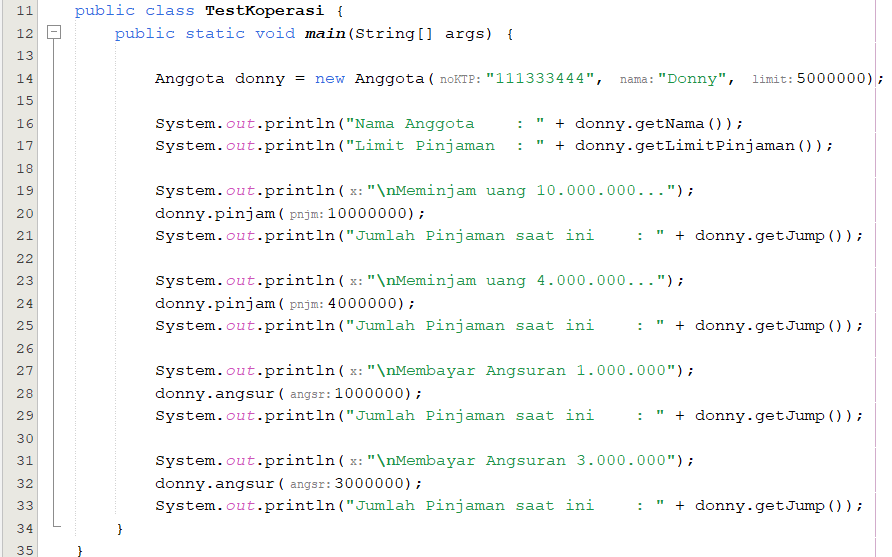 11 public class TestKoperasi {
12 public static void main(String[] args) {
13
14 Anggota donny = new Anggota( noKTP: "111333444", nama: "Donny", limit: 5000000);
15
16 System.out.println("Nama Anggota    : " + donny.getNama());
17 System.out.println("Limit Pinjaman  : " + donny.getLimitPinjaman());
18
19 System.out.println( x: "\nMeminjam uang 10.000.000...");
20 donny.pinjam( pnjm: 10000000);
21 System.out.println("Jumlah Pinjaman saat ini    : " + donny.getJump());
22
23 System.out.println( x: "\nMeminjam uang 4.000.000...");
24 donny.pinjam( pnjm: 4000000);
25 System.out.println("Jumlah Pinjaman saat ini    : " + donny.getJump());
26
27 System.out.println( x: "\nMembayar Angsuran 1.000.000");
28 donny.angsur( angsr: 1000000);
29 System.out.println("Jumlah Pinjaman saat ini    : " + donny.getJump());
30
31 System.out.println( x: "\nMembayar Angsuran 3.000.000");
32 donny.angsur( angsr: 3000000);
33 System.out.println("Jumlah Pinjaman saat ini    : " + donny.getJump());
34 }
35 }